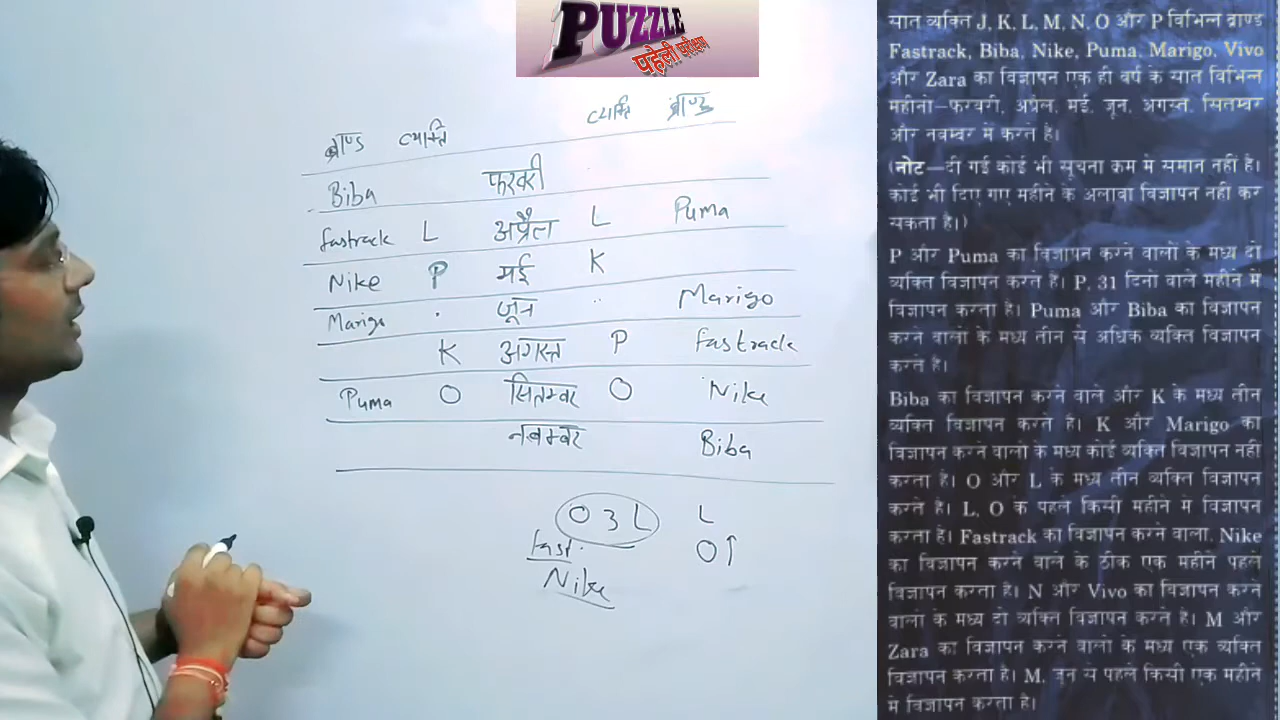 PUZZLE
पहेली परीक्षण
व्यक्ति ब्राण्ड
ब्राण्ड व्यक्ति
Biba फरवरी
fastrack L अप्रैल L Puma
Nike P मई K
Marigo . जून .. Marigo
K अगस्त P fastrack
Puma O सितम्बर O Nike
नवम्बर Biba
O 3 L L
fast. O↑
Nike
सात व्यक्ति J, K, L, M, N, O और P विभिन्न ब्राण्ड
Fastrack, Biba, Nike, Puma, Marigo, Vivo
और Zara का विज्ञापन एक ही वर्ष के सात विभिन्न
महीनो—फरवरी, अप्रैल, मई, जून, अगस्त, सितम्बर
और नवम्बर में करते है।
(नोट—दी गई कोई भी सूचना क्रम में समान नहीं है।
कोई भी दिए गए महीने के अलावा विज्ञापन नहीं कर
सकता है।)
P और Puma का विज्ञापन करने वालों के मध्य दो
व्यक्ति विज्ञापन करते है। P, 31 दिनों वाले महीने में
विज्ञापन करता है। Puma और Biba का विज्ञापन
करने वालों के मध्य तीन से अधिक व्यक्ति विज्ञापन
करते है।
Biba का विज्ञापन करने वाले और K के मध्य तीन
व्यक्ति विज्ञापन करते है। K और Marigo का
विज्ञापन करने वालो के मध्य कोई व्यक्ति विज्ञापन नहीं
करता है। O और L के मध्य तीन व्यक्ति विज्ञापन
करते है। L, O के पहले किसी महीने मे विज्ञापन
करता है। Fastrack का विज्ञापन करने वाला, Nike
का विज्ञापन करने वाले के ठीक एक महीने पहले
विज्ञापन करता है। N और Vivo का विज्ञापन करने
वालो के मध्य दो व्यक्ति विज्ञापन करते है। M और
Zara का विज्ञापन करने वालो के मध्य एक व्यक्ति
विज्ञापन करता है। M, जून से पहले किसी एक महीने
मे विज्ञापन करता है।